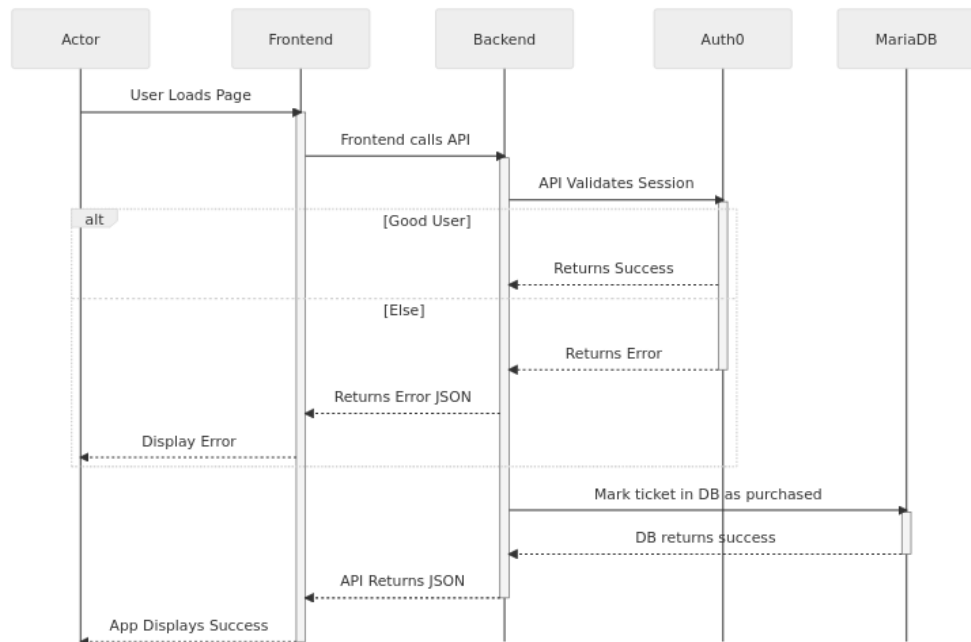 Actor
Frontend
Backend
Auth0
MariaDB
User Loads Page
Frontend calls API
API Validates Session
alt
[Good User]
Returns Success
[Else]
Returns Error
Returns Error JSON
Display Error
Mark ticket in DB as purchased
DB returns success
API Returns JSON
App Displays Success